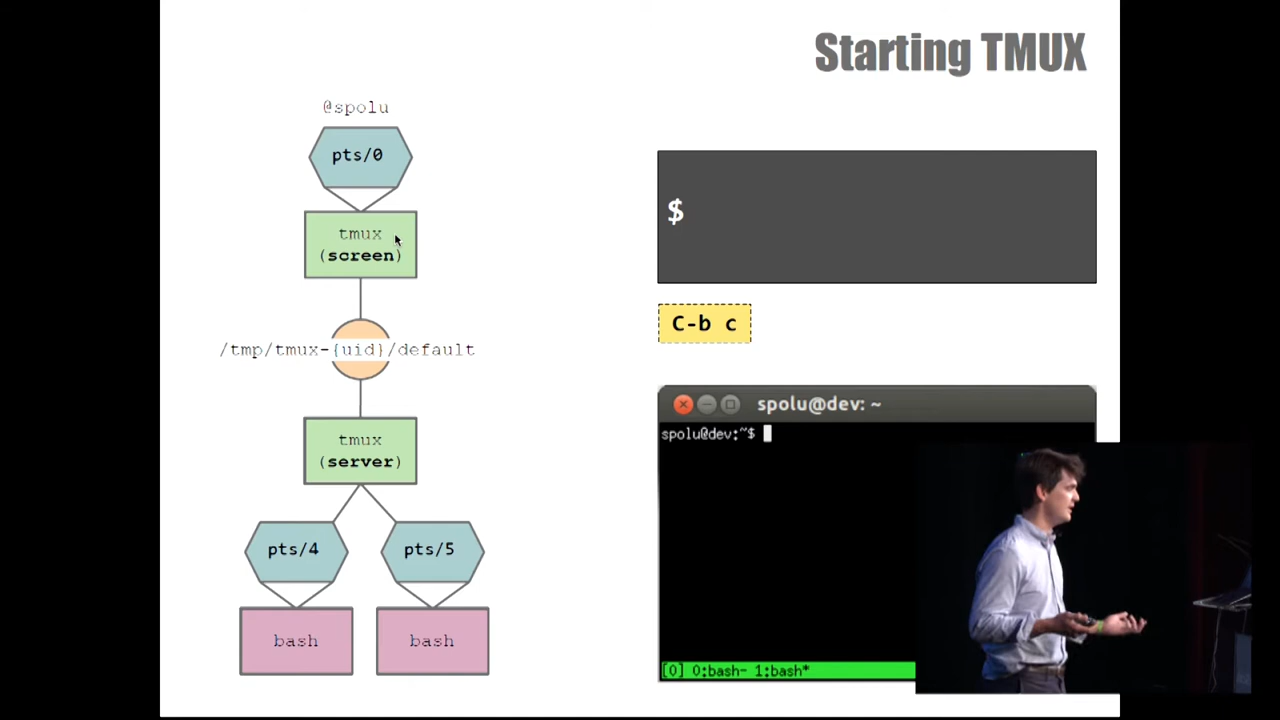 Starting TMUX
@spolu
pts/0
tmux
(screen)
/tmp/tmux-{uid}/default
tmux
(server)
pts/4
pts/5
bash
bash
$
C-b c
spolu@dev: ~
spolu@dev:~$
[0] 0:bash- 1:bash*